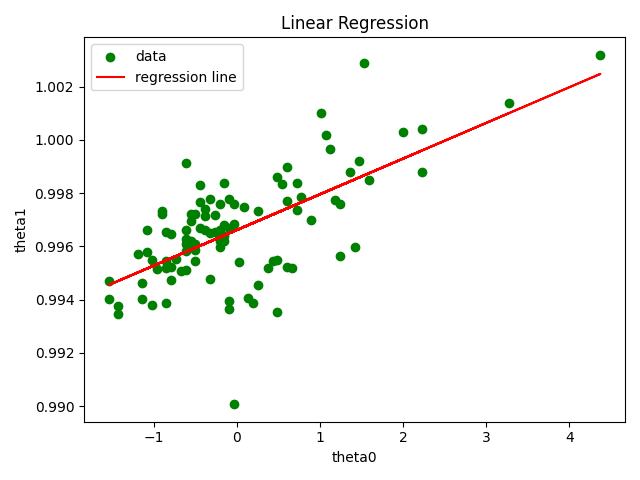 Linear Regression
data
regression line
1.002
1.000
0.998
0.996
0.994
0.992
0.990
theta1
−1
0
1
2
3
4
theta0